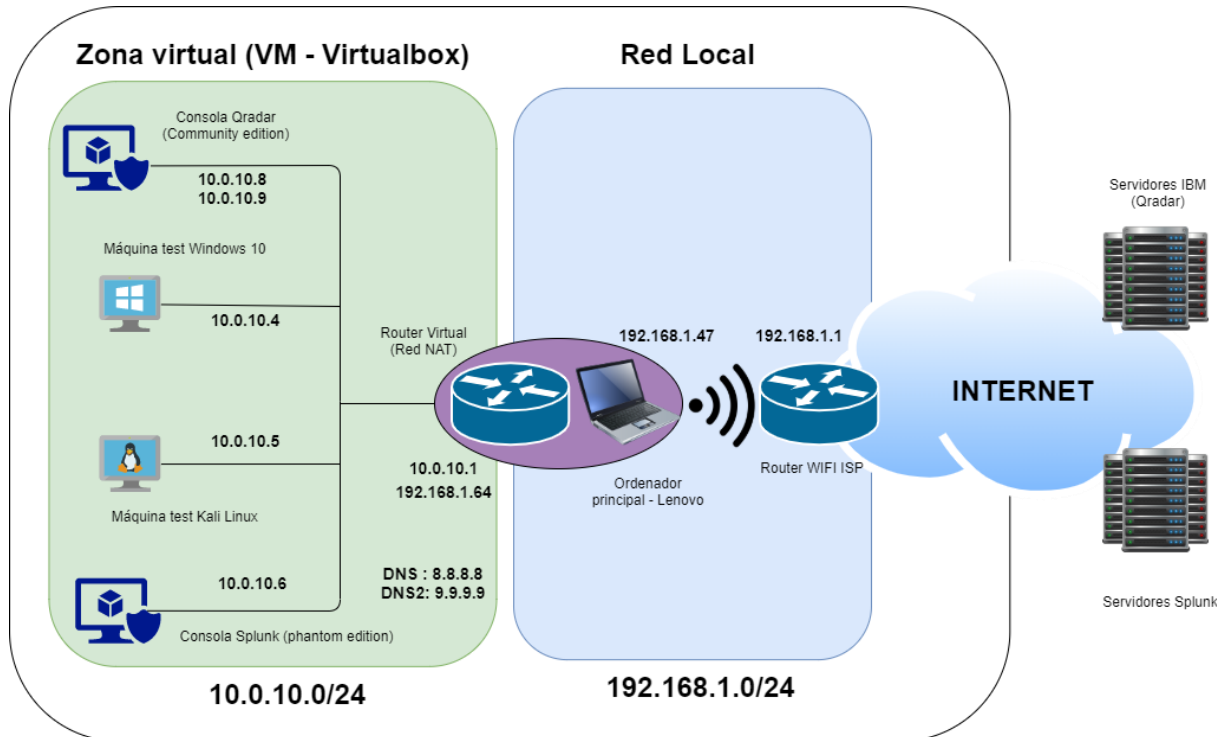 Zona virtual (VM - Virtualbox)
Red Local
Consola Qradar
(Community edition)
10.0.10.8
10.0.10.9
Máquina test Windows 10
10.0.10.4
Router Virtual
(Red NAT)
192.168.1.47
192.168.1.1
Servidores IBM
(Qradar)
INTERNET
10.0.10.5
10.0.10.1
192.168.1.64
Ordenador
principal - Lenovo
Router WIFI ISP
Máquina test Kali Linux
10.0.10.6
DNS : 8.8.8.8
DNS2: 9.9.9.9
Consola Splunk (phantom edition)
Servidores Splunk
10.0.10.0/24
192.168.1.0/24